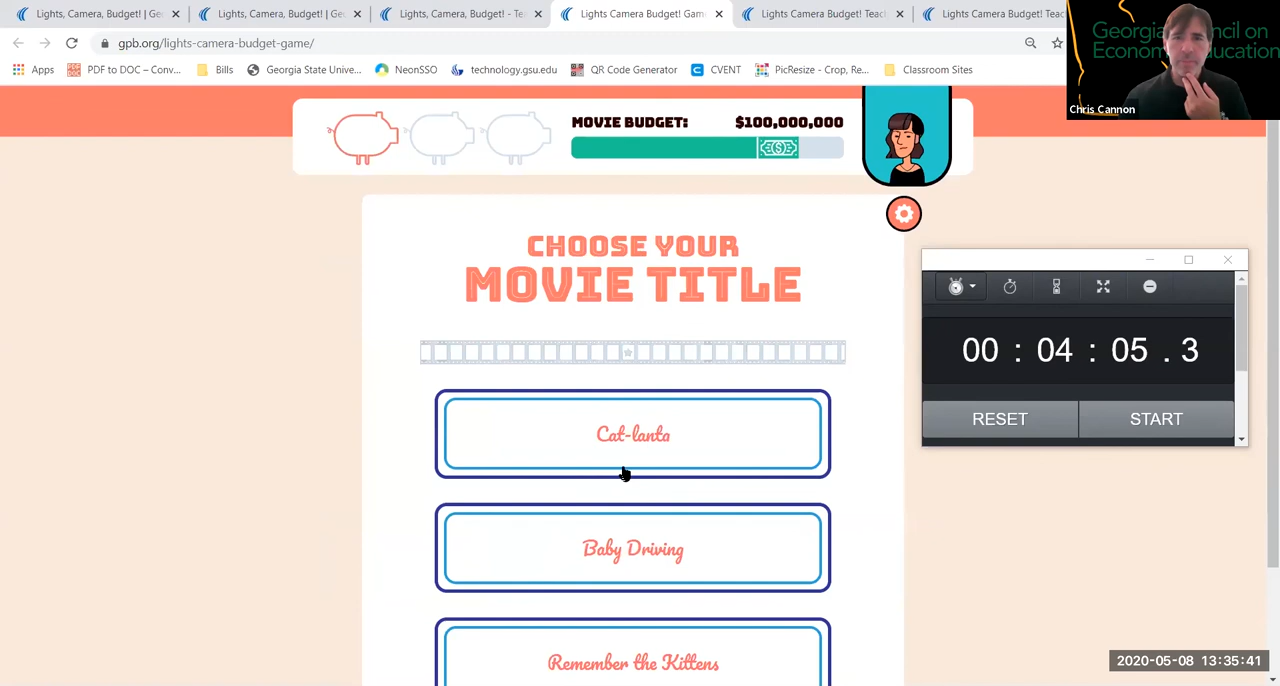 Lights, Camera, Budget! | Ge
Lights, Camera, Budget! | Ge
Lights, Camera, Budget! - Te
Lights Camera Budget! Gam
Lights Camera Budget! Teac
Lights Camera Budget! Teac
gpb.org/lights-camera-budget-game/
Apps
PDF to DOC – Conv...
Bills
Georgia State Unive...
NeonSSO
technology.gsu.edu
QR Code Generator
CVENT
PicResize - Crop, Re...
Classroom Sites
Georgia Council on
Economic Education
Chris Cannon
MOVIE BUDGET: $100,000,000
CHOOSE YOUR
MOVIE TITLE
00 : 04 : 05 . 3
RESET START
Cat-lanta
Baby Driving
Remember the Kittens
2020-05-08 13:35:41